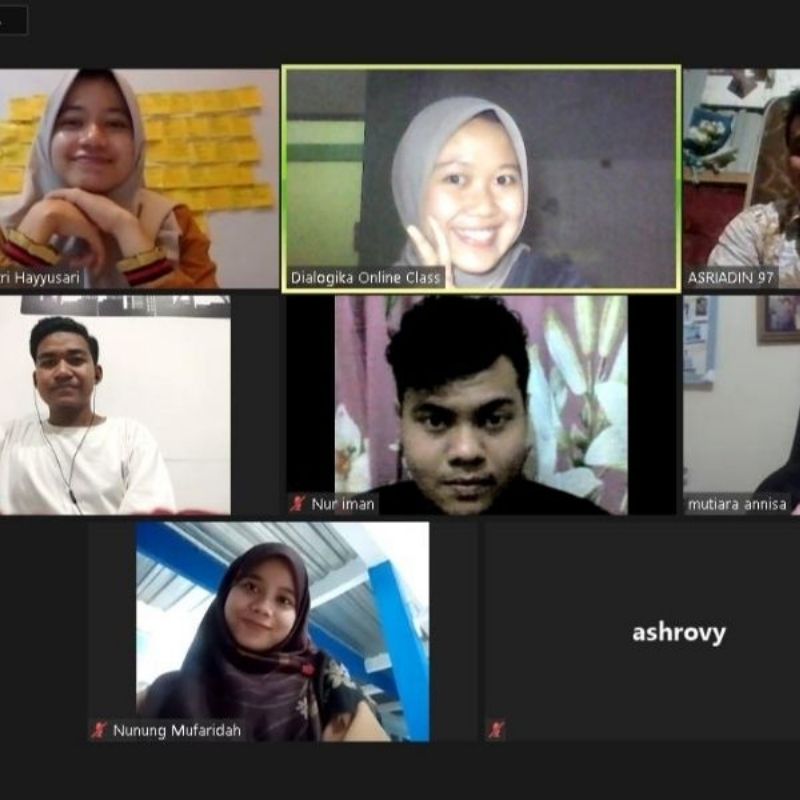 ri Hayyusari
Dialogika Online Class
ASRIADIN 97
Nur iman
mutiara annisa
Nunung Mufaridah
ashrovy